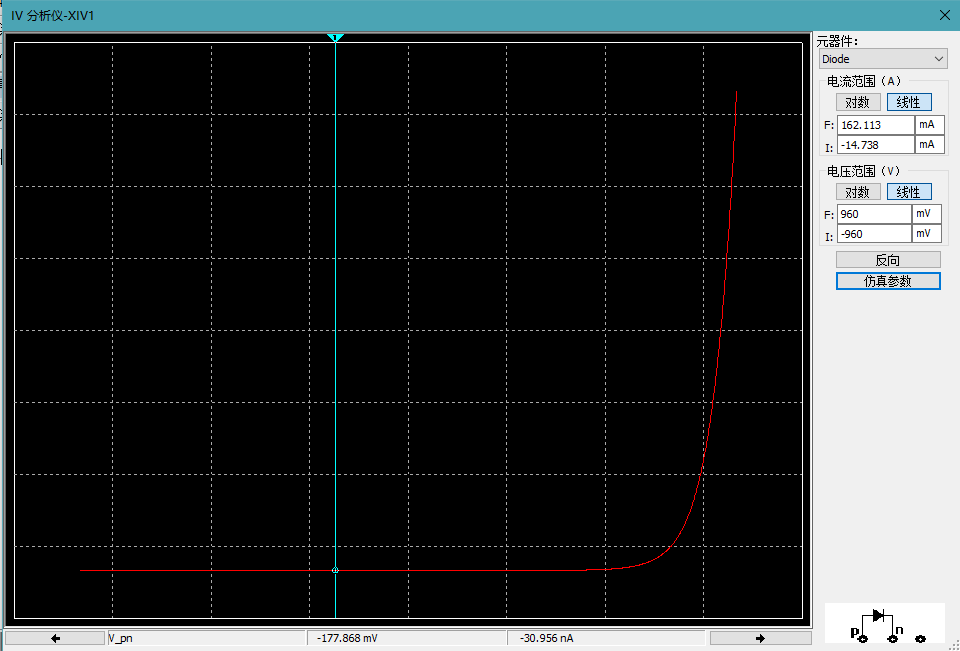 IV 分析仪-XIV1
1
元器件:
Diode
电流范围（A）
对数 线性
F: 162.113 mA
I: -14.738 mA
电压范围（V）
对数 线性
F: 960 mV
I: -960 mV
反向
仿真参数
p n
V_pn -177.868 mV -30.956 nA